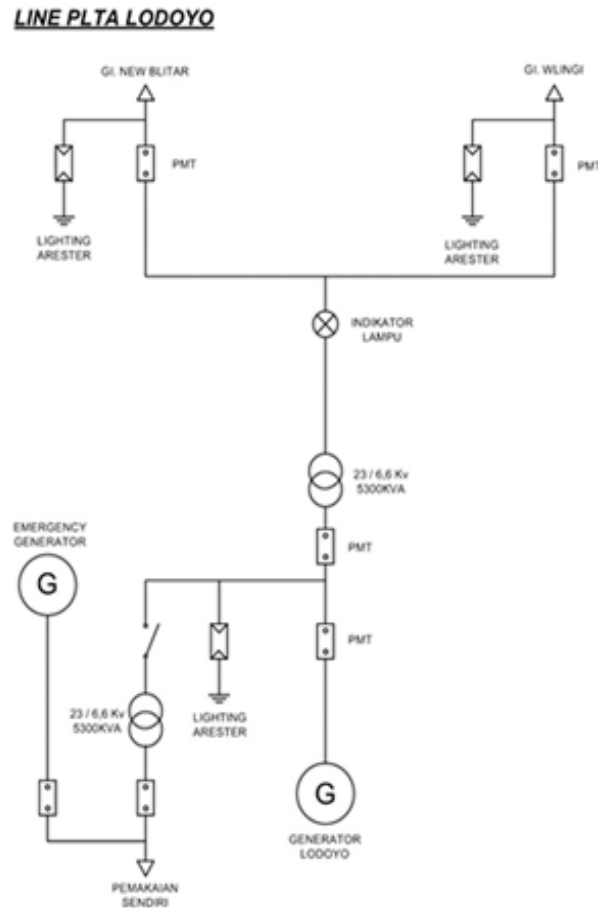 LINE PLTA LODOYO
GI. NEW BLITAR
GI. WLINGI
PMT
PMT
LIGHTING
ARESTER
LIGHTING
ARESTER
INDIKATOR
LAMPU
23 / 6,6 Kv
5300KVA
EMERGENCY
GENERATOR
PMT
G
PMT
23 / 6,6 Kv
5300KVA
LIGHTING
ARESTER
G
GENERATOR
LODOYO
PEMAKAIAN
SENDIRI